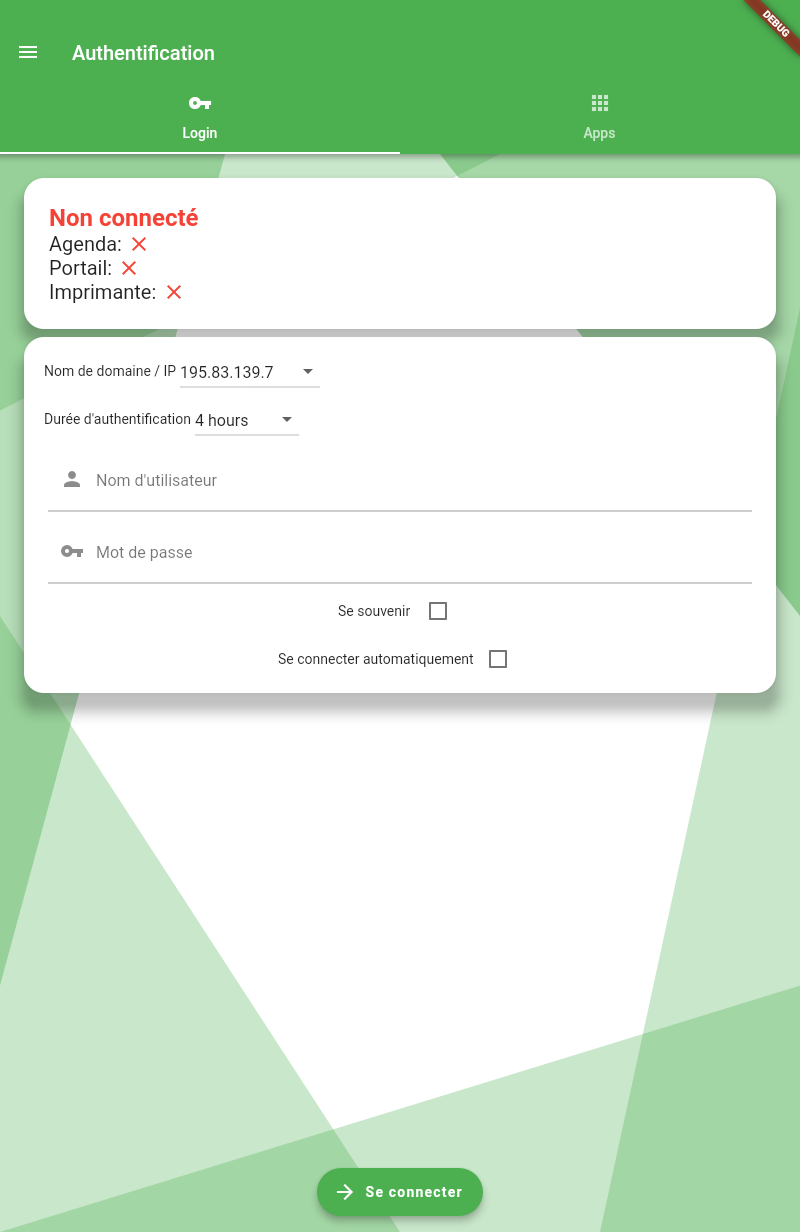 DEBUG
Authentification
Login
Apps
Non connecté
Agenda:
Portail:
Imprimante:
Nom de domaine / IP 195.83.139.7
Durée d'authentification 4 hours
Nom d'utilisateur
Mot de passe
Se souvenir
Se connecter automatiquement
Se connecter